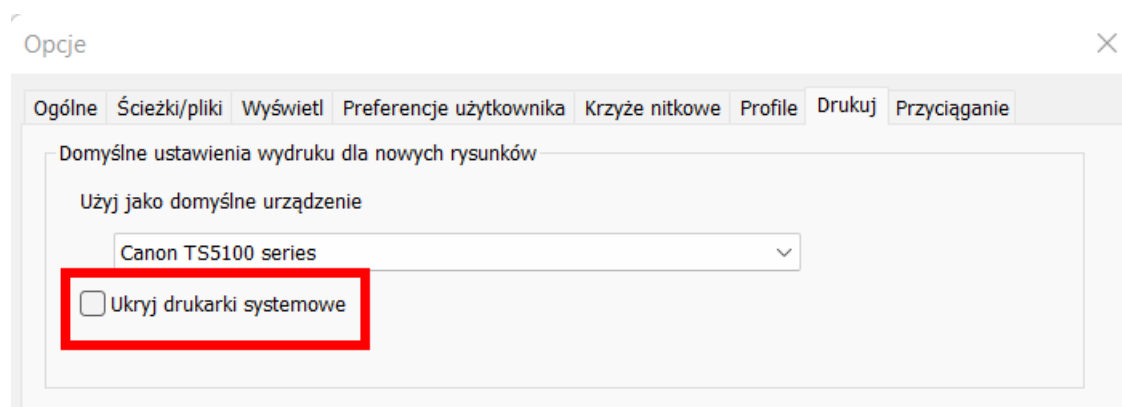 Opcje
Ogólne Ścieżki/pliki Wyświetl Preferencje użytkownika Krzyże nitkowe Profile Drukuj Przyciąganie
Domyślne ustawienia wydruku dla nowych rysunków
Użyj jako domyślne urządzenie
Canon TS5100 series
Ukryj drukarki systemowe